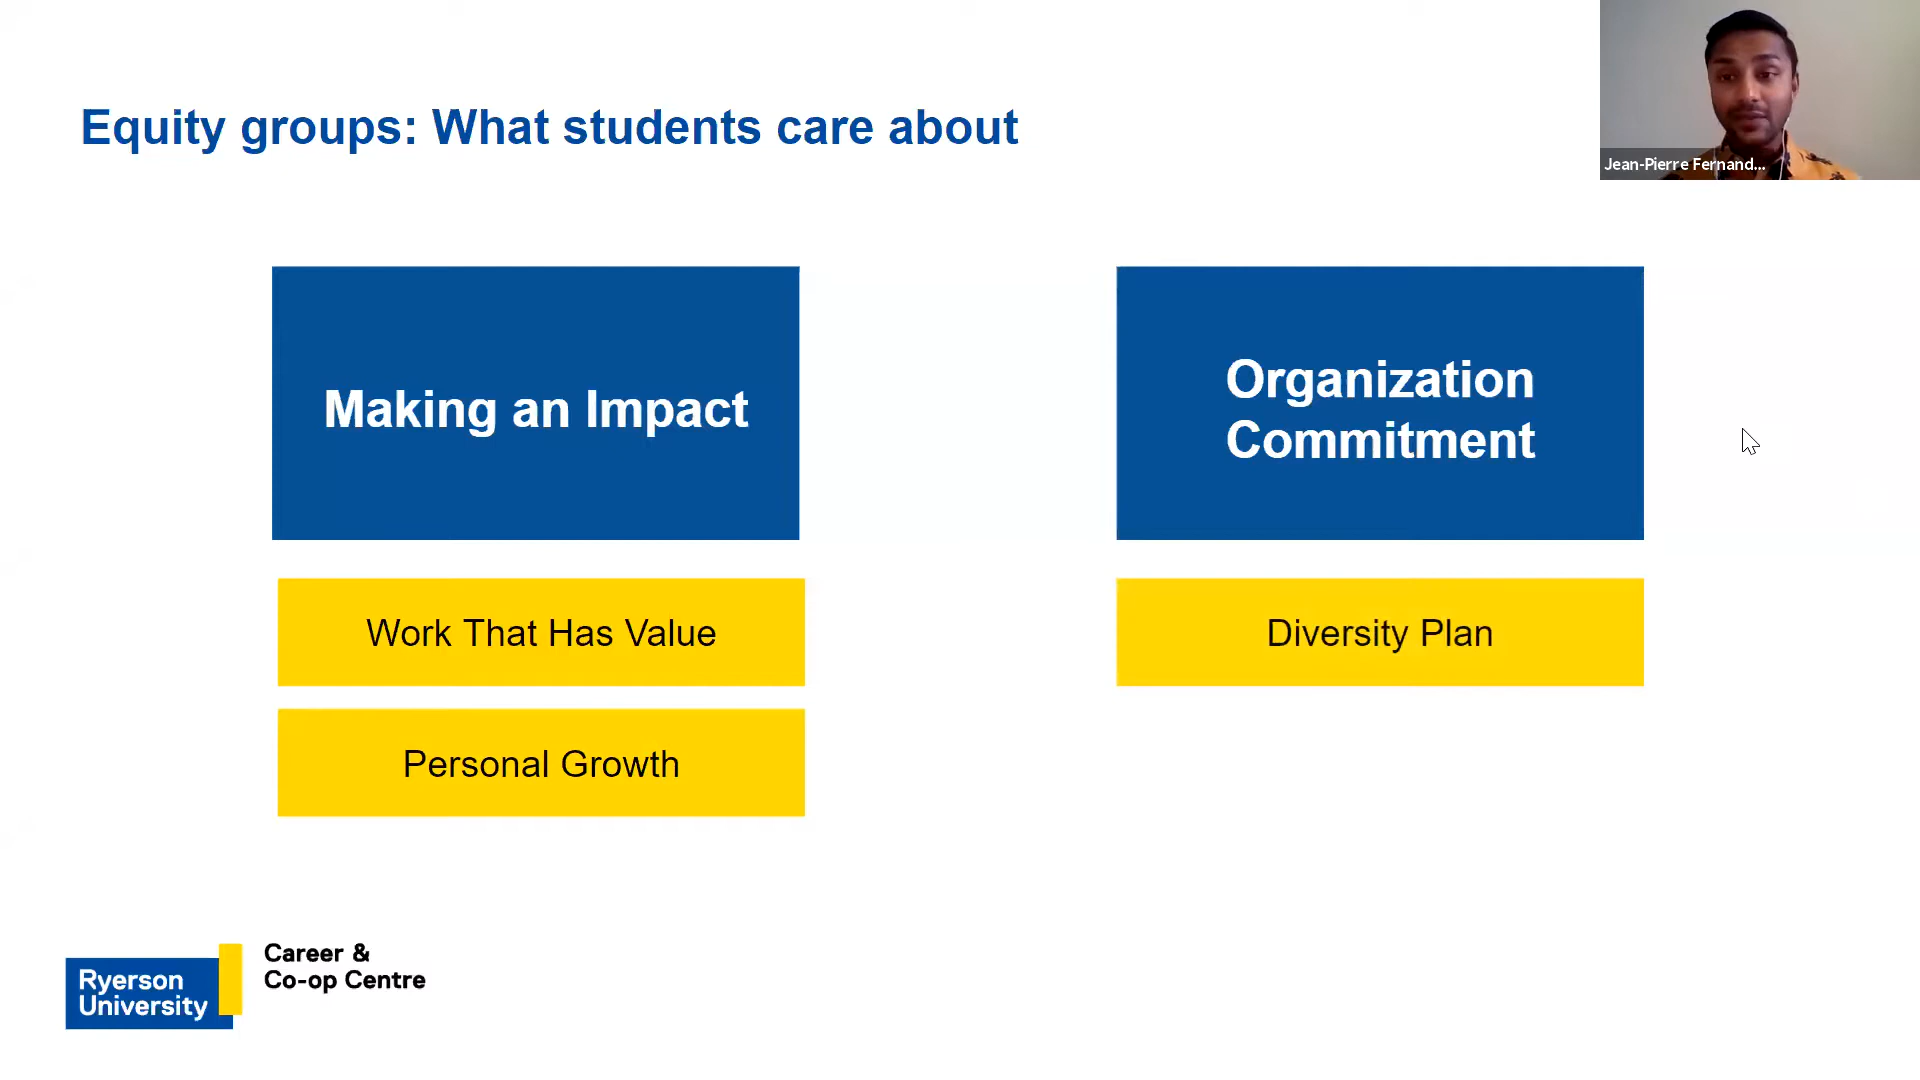 Equity groups: What students care about
Jean-Pierre Fernand...
Making an Impact
Organization
Commitment
Work That Has Value
Diversity Plan
Personal Growth
Ryerson
University
Career &
Co-op Centre